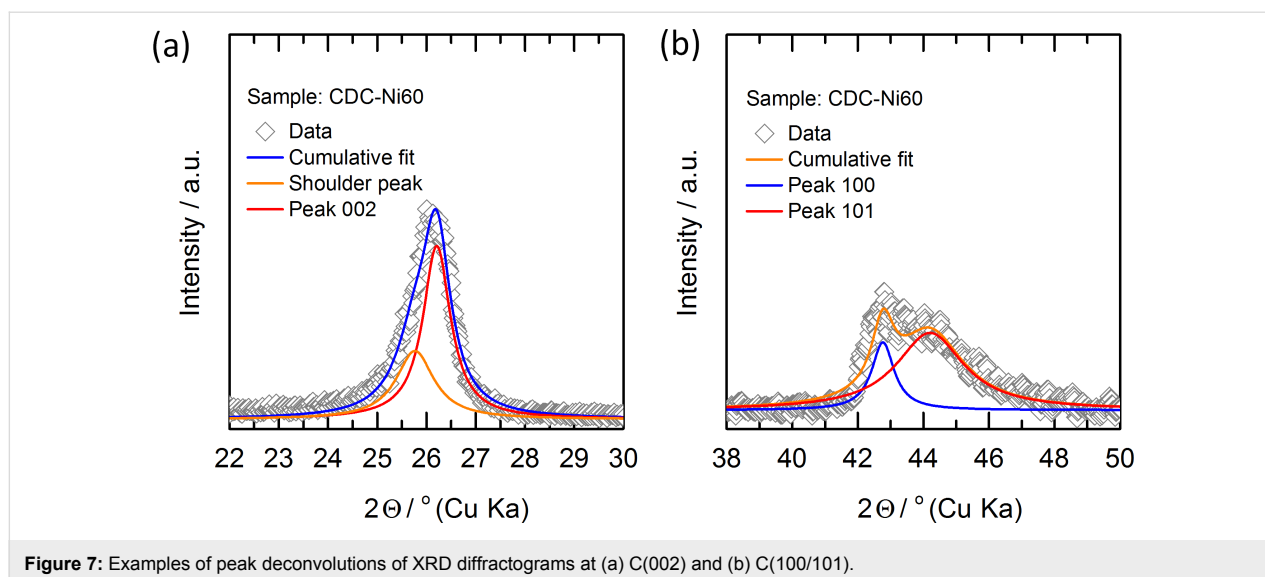 (a)
Sample: CDC-Ni60
Data
Cumulative fit
Shoulder peak
Peak 002
Intensity / a.u.
22 23 24 25 26 27 28 29 30
2Θ / ° (Cu Ka)
(b)
Sample: CDC-Ni60
Data
Cumulative fit
Peak 100
Peak 101
Intensity / a.u.
38 40 42 44 46 48 50
2Θ / ° (Cu Ka)
Figure 7: Examples of peak deconvolutions of XRD diffractograms at (a) C(002) and (b) C(100/101).